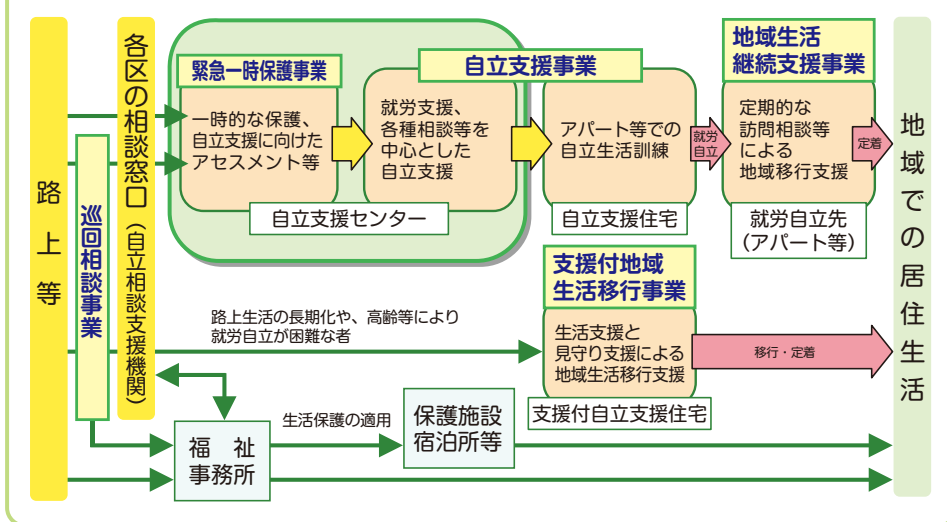 路上等
巡回相談事業
各区の相談窓口(自立相談支援機関)
緊急一時保護事業
一時的な保護、
自立支援に向けた
アセスメント等
自立支援事業
就労支援、
各種相談等を
中心とした
自立支援
自立支援センター
アパート等での
自立生活訓練
自立支援住宅
就労
自立
地域生活
継続支援事業
定期的な
訪問相談等
による
地域移行支援
就労自立先
(アパート等)
定着
地域での居住生活
路上生活の長期化や、高齢等により
就労自立が困難な者
支援付地域
生活移行事業
生活支援と
見守り支援による
地域生活移行支援
支援付自立支援住宅
移行・定着
福祉
事務所
生活保護の適用
保護施設
宿泊所等